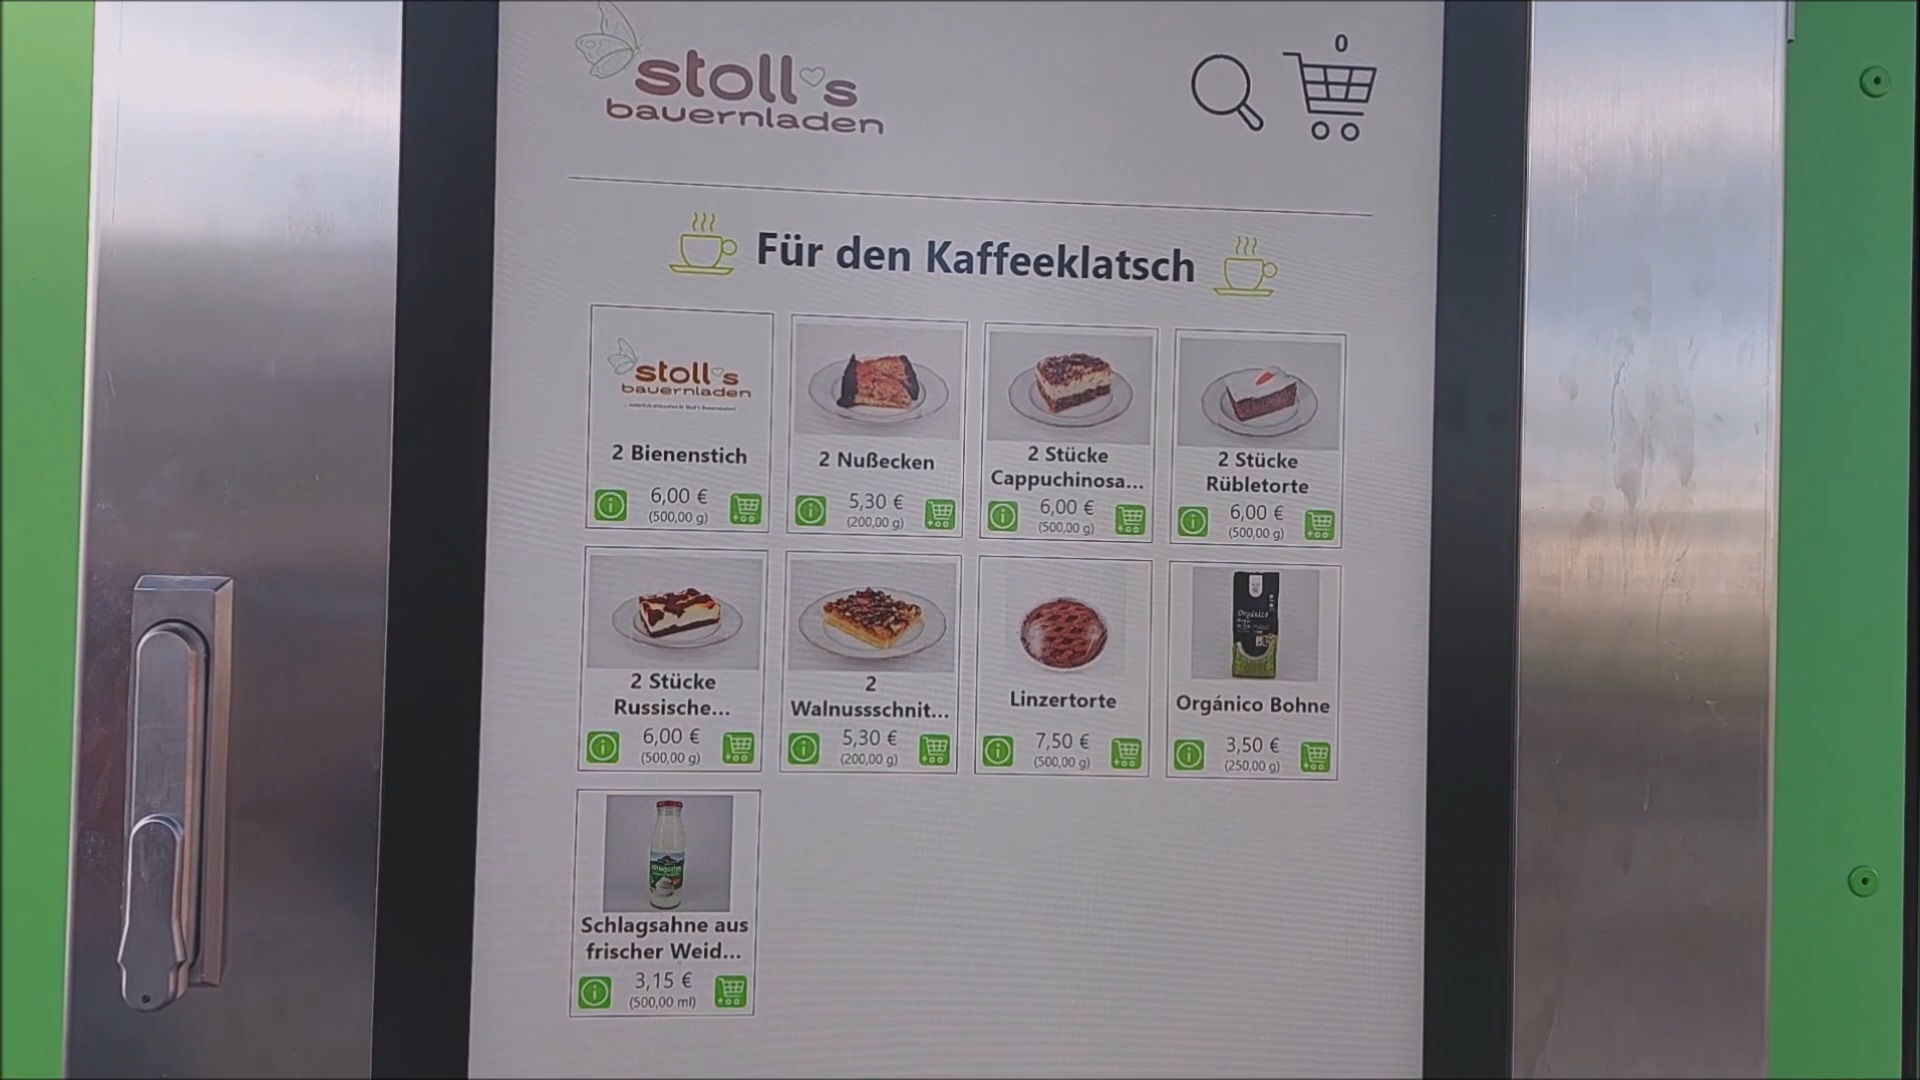 stoll's
bauernladen
0
Für den Kaffeeklatsch
stoll's
bauernladen
2 Bienenstich
6,00 €
(500,00 g)
2 Nußecken
5,30 €
(200,00 g)
2 Stücke
Cappuchinosa...
6,00 €
(500,00 g)
2 Stücke
Rübletorte
6,00 €
(500,00 g)
2 Stücke
Russische...
6,00 €
(500,00 g)
2
Walnussschnit...
5,30 €
(200,00 g)
Linzertorte
7,50 €
(500,00 g)
Orgánico
Orgánico Bohne
3,50 €
(250,00 g)
Schlagsahne aus
frischer Weid...
3,15 €
(500,00 ml)